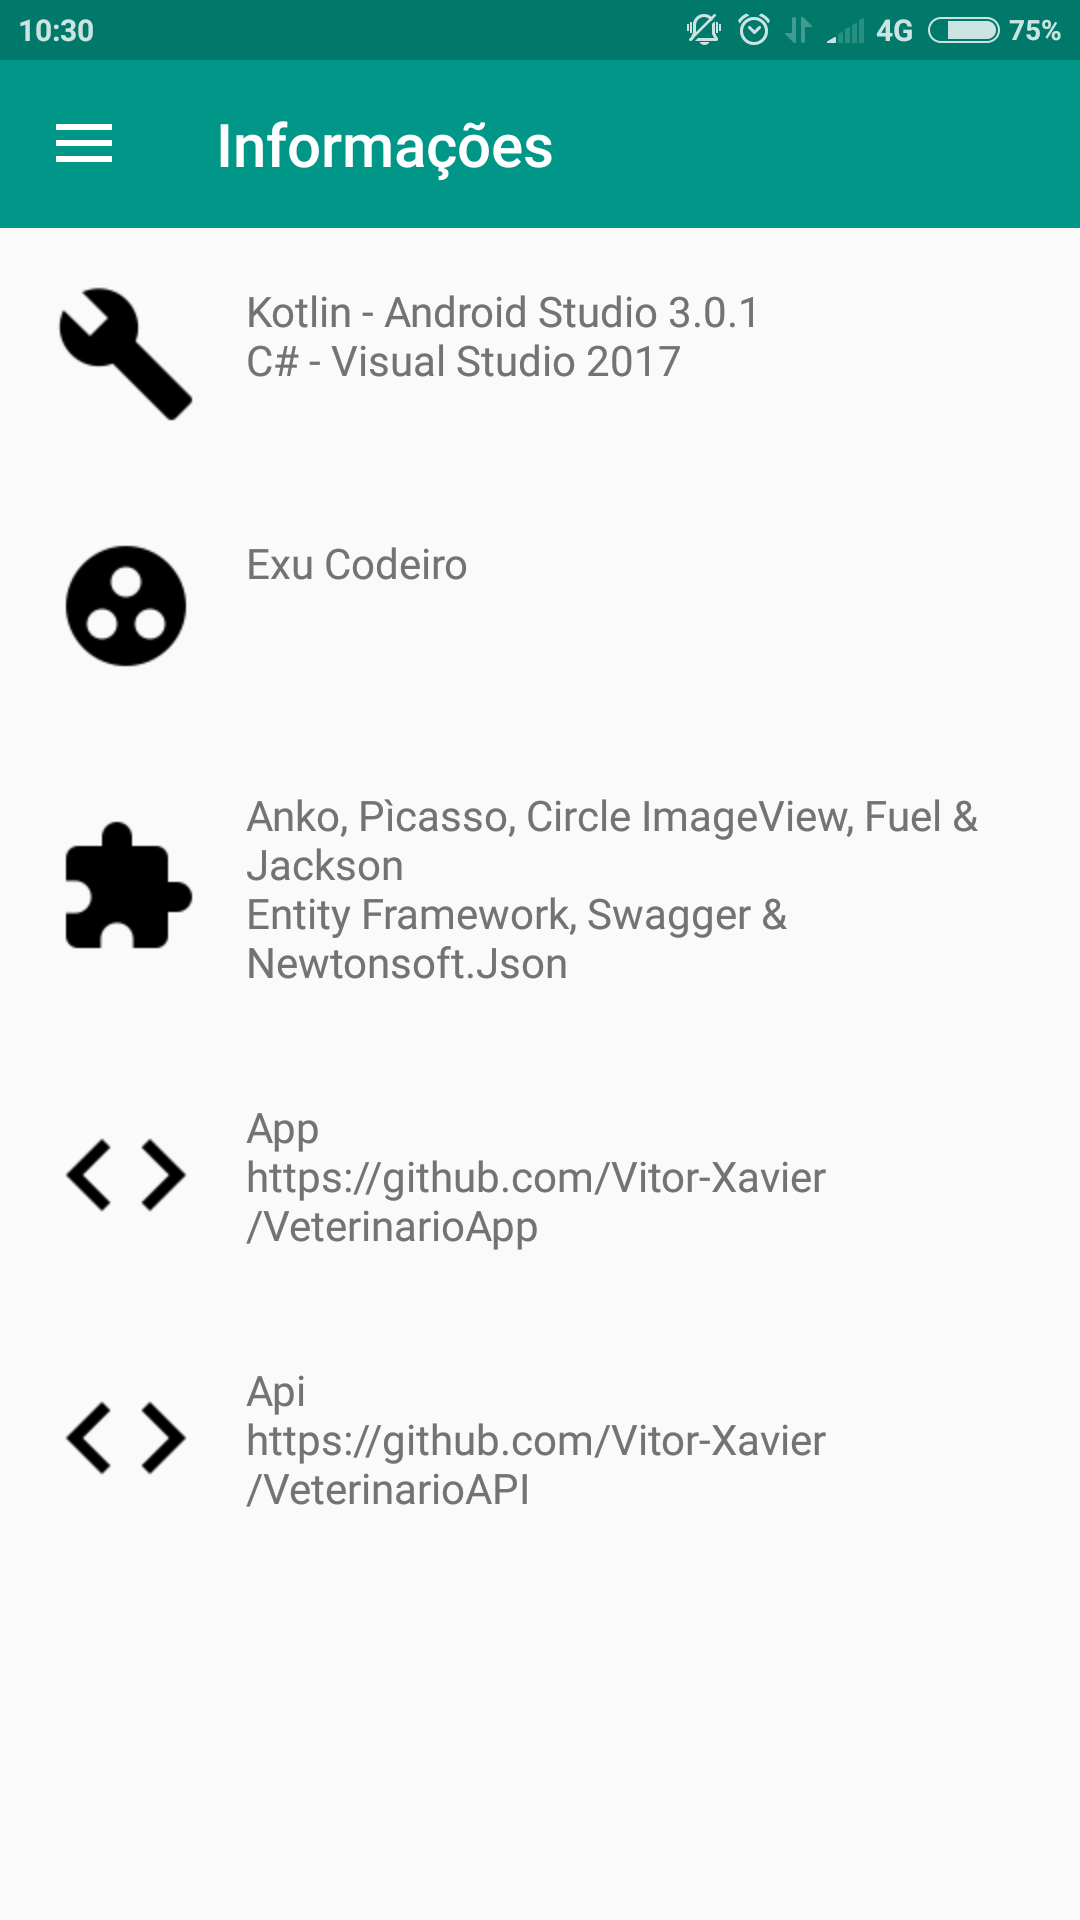 10:30
4G
75%
Informações
Kotlin - Android Studio 3.0.1
C# - Visual Studio 2017
Exu Codeiro
Anko, Pìcasso, Circle ImageView, Fuel &
Jackson
Entity Framework, Swagger &
Newtonsoft.Json
App
https://github.com/Vitor-Xavier
/VeterinarioApp
Api
https://github.com/Vitor-Xavier
/VeterinarioAPI